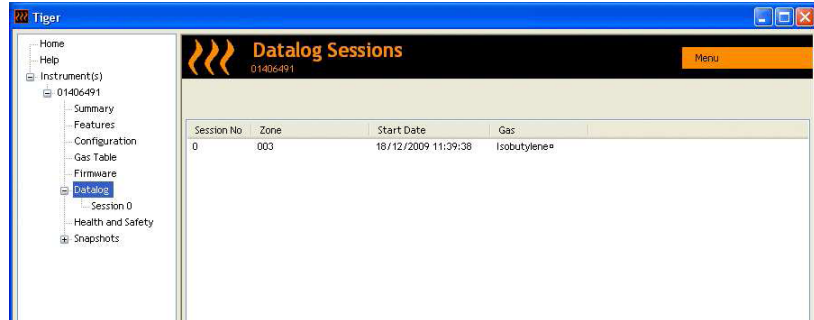 Tiger
Home
Help
Instrument(s)
01406491
Summary
Features
Configuration
Gas Table
Firmware
Datalog
Session 0
Health and Safety
Snapshots
Datalog Sessions
01406491
Menu
Session No Zone Start Date Gas
0 003 18/12/2009 11:39:38 Isobutylene¤